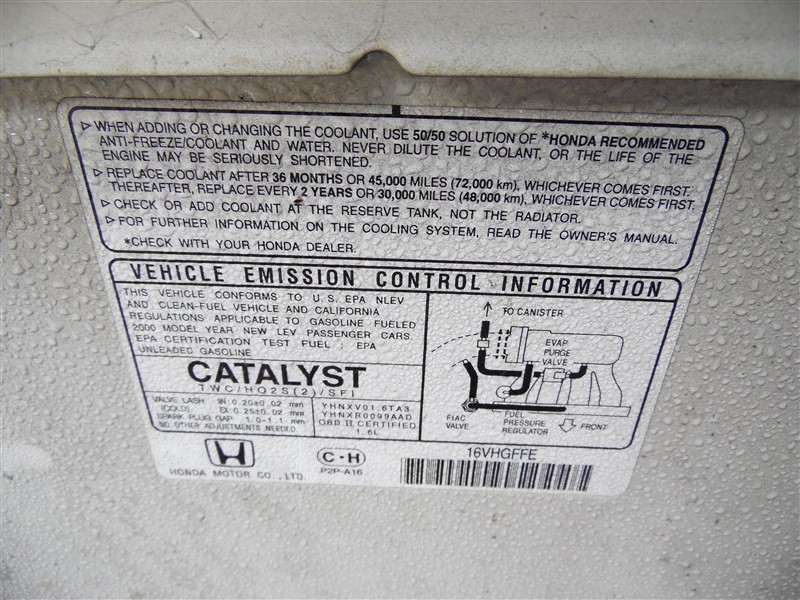 ▷ WHEN ADDING OR CHANGING THE COOLANT, USE 50/50 SOLUTION OF *HONDA RECOMMENDED
ANTI-FREEZE/COOLANT AND WATER. NEVER DILUTE THE COOLANT, OR THE LIFE OF THE
ENGINE MAY BE SERIOUSLY SHORTENED.
▷ REPLACE COOLANT AFTER 36 MONTHS OR 45,000 MILES (72,000 km), WHICHEVER COMES FIRST.
THEREAFTER, REPLACE EVERY 2 YEARS OR 30,000 MILES (48,000 km), WHICHEVER COMES FIRST.
▷ CHECK OR ADD COOLANT AT THE RESERVE TANK, NOT THE RADIATOR.
▷ FOR FURTHER INFORMATION ON THE COOLING SYSTEM, READ THE OWNER'S MANUAL.
*CHECK WITH YOUR HONDA DEALER.
VEHICLE EMISSION CONTROL INFORMATION
THIS VEHICLE CONFORMS TO U.S. EPA NLEV
AND CLEAN-FUEL VEHICLE AND CALIFORNIA
REGULATIONS APPLICABLE TO GASOLINE FUELED
2000 MODEL YEAR NEW LEV PASSENGER CARS.
EPA CERTIFICATION TEST FUEL : EPA
UNLEADED GASOLINE
CATALYST
TWC/HO2S(2)/SFI
VALVE LASH IN:0.20±0.02 mm
(COLD) EX:0.25±0.02 mm
SPARK PLUG GAP 1.0-1.1 mm
NO OTHER ADJUSTMENTS NEEDED.
YHNXV01.6TA3
YHNXR0099AAD
OBD II CERTIFIED
1.6L
TO CANISTER
EVAP
PURGE
VALVE
FIAC
VALVE
FUEL
PRESSURE
REGULATOR
FRONT
HONDA MOTOR CO., LTD.
C-H
P2P-A16
16VHGFFE